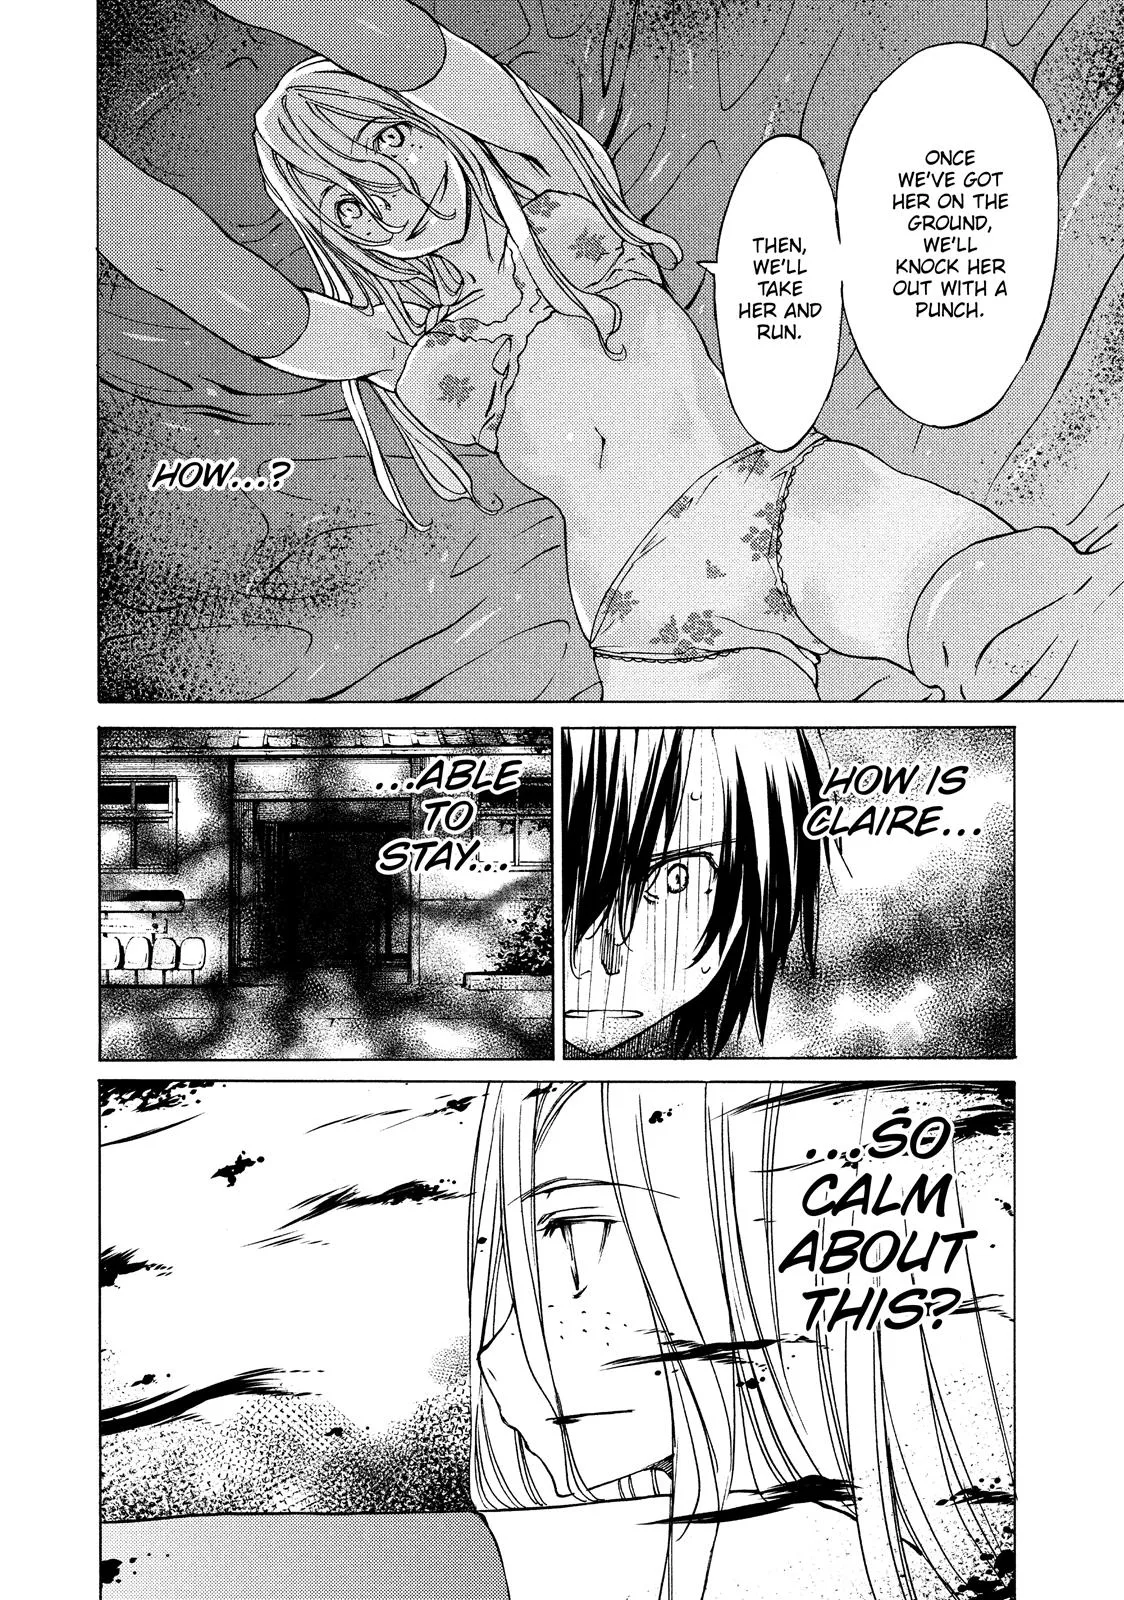 ONCE
WE'VE GOT
HER ON THE
GROUND,
WE'LL
KNOCK HER
OUT WITH A
PUNCH.
THEN,
WE'LL
TAKE
HER AND
RUN.
HOW...?
HOW IS
CLAIRE...
...ABLE
TO
STAY...
...SO
CALM
ABOUT
THIS?